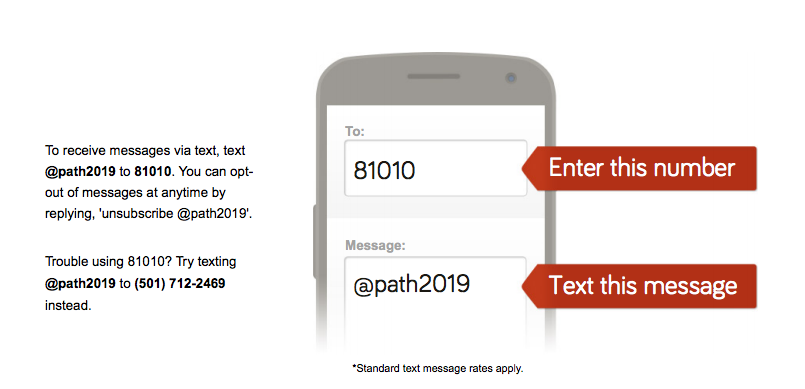 To receive messages via text, text
@path2019 to 81010. You can opt-
out of messages at anytime by
replying, 'unsubscribe @path2019'.
Trouble using 81010? Try texting
@path2019 to (501) 712-2469
instead.
To:
81010
Enter this number
Message:
@path2019
Text this message
*Standard text message rates apply.